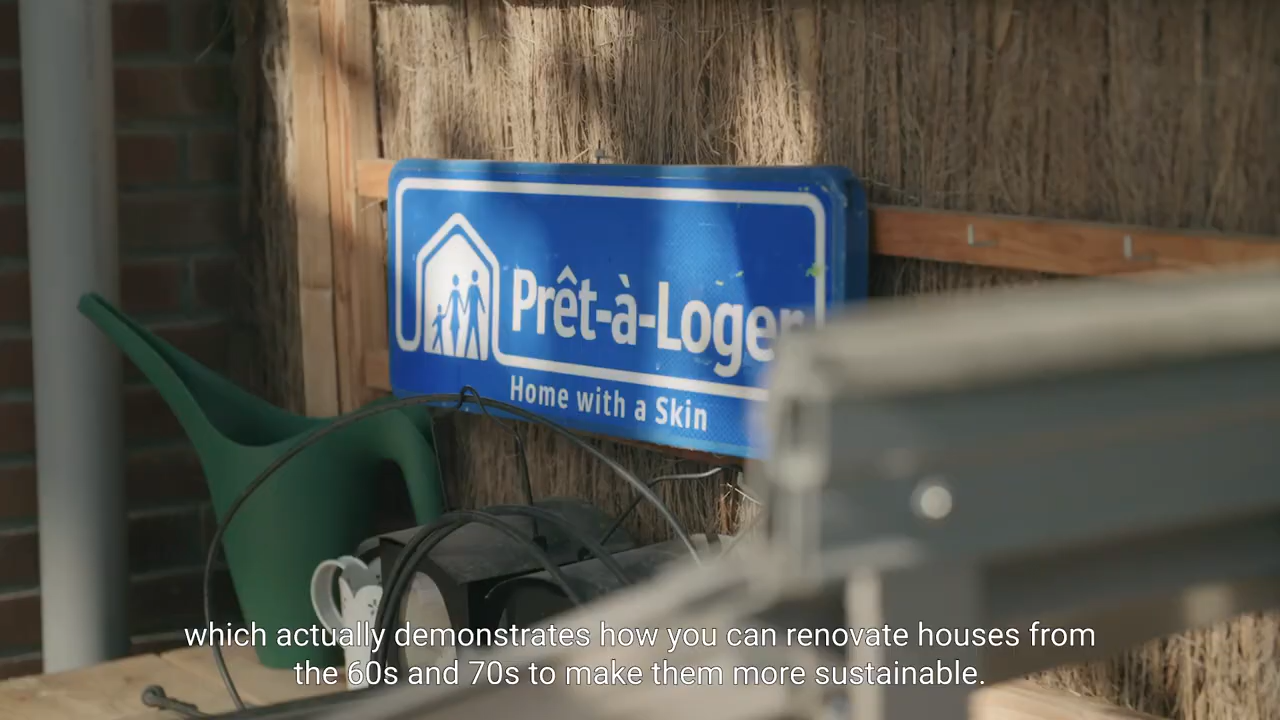 Prêt-à-Loger
Home with a Skin
which actually demonstrates how you can renovate houses from
the 60s and 70s to make them more sustainable.